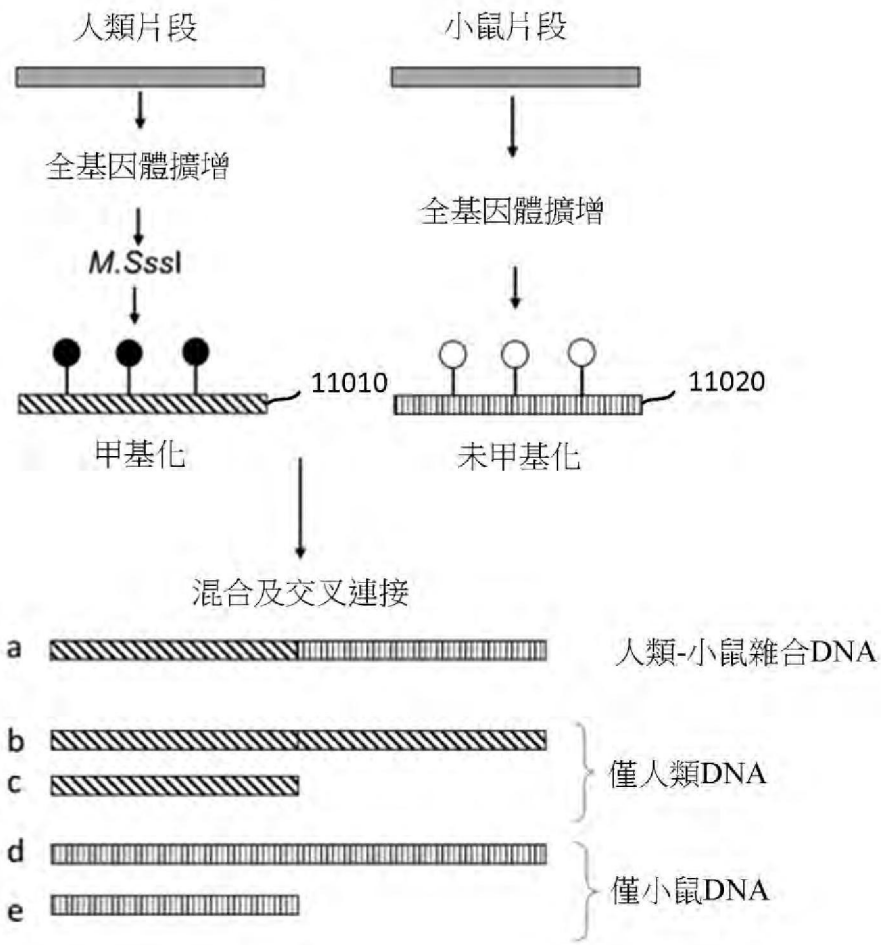 人類片段
小鼠片段
全基因體擴增
全基因體擴增
M.SssI
11010
11020
甲基化
未甲基化
混合及交叉連接
a
人類-小鼠雜合DNA
b
c
僅人類DNA
d
e
僅小鼠DNA